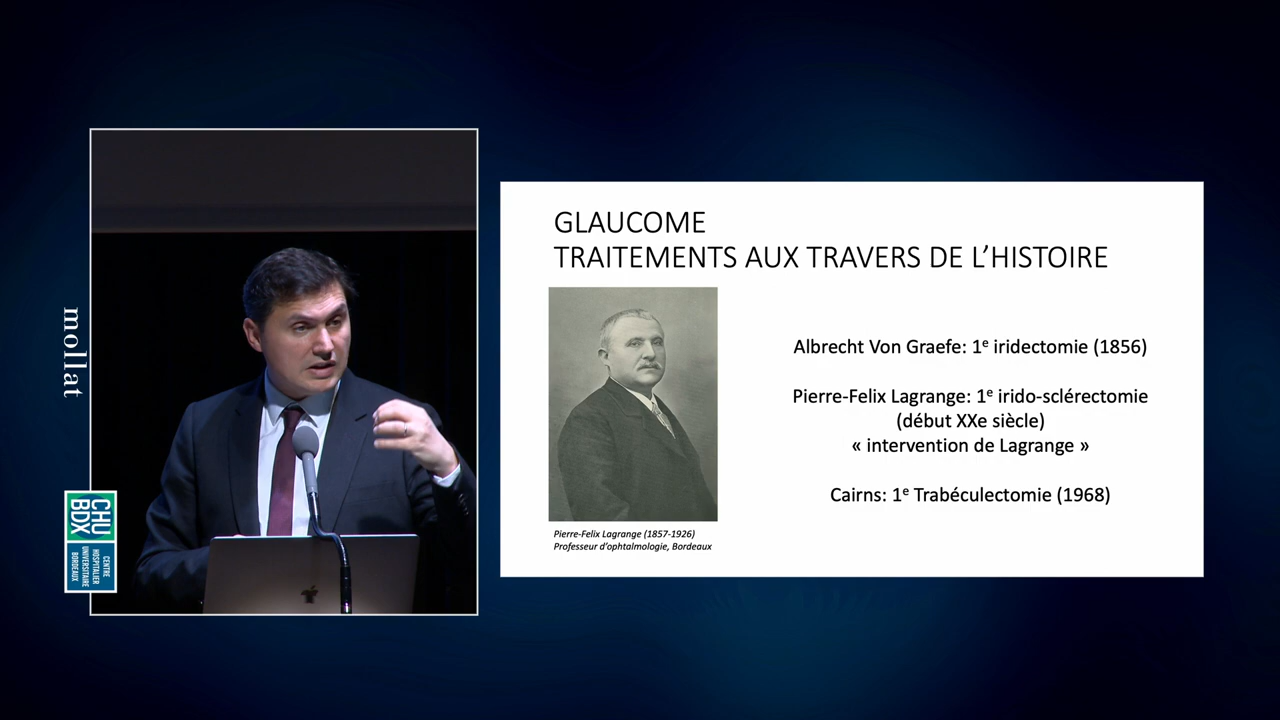 mollat
CHU
BDX
CENTRE
HOSPITALIER
UNIVERSITAIRE
BORDEAUX
GLAUCOME
TRAITEMENTS AUX TRAVERS DE L’HISTOIRE
Albrecht Von Graefe: 1e iridectomie (1856)
Pierre-Felix Lagrange: 1e irido-sclérectomie
(début XXe siècle)
« intervention de Lagrange »
Cairns: 1e Trabéculectomie (1968)
Pierre-Felix Lagrange (1857-1926)
Professeur d’ophtalmologie, Bordeaux